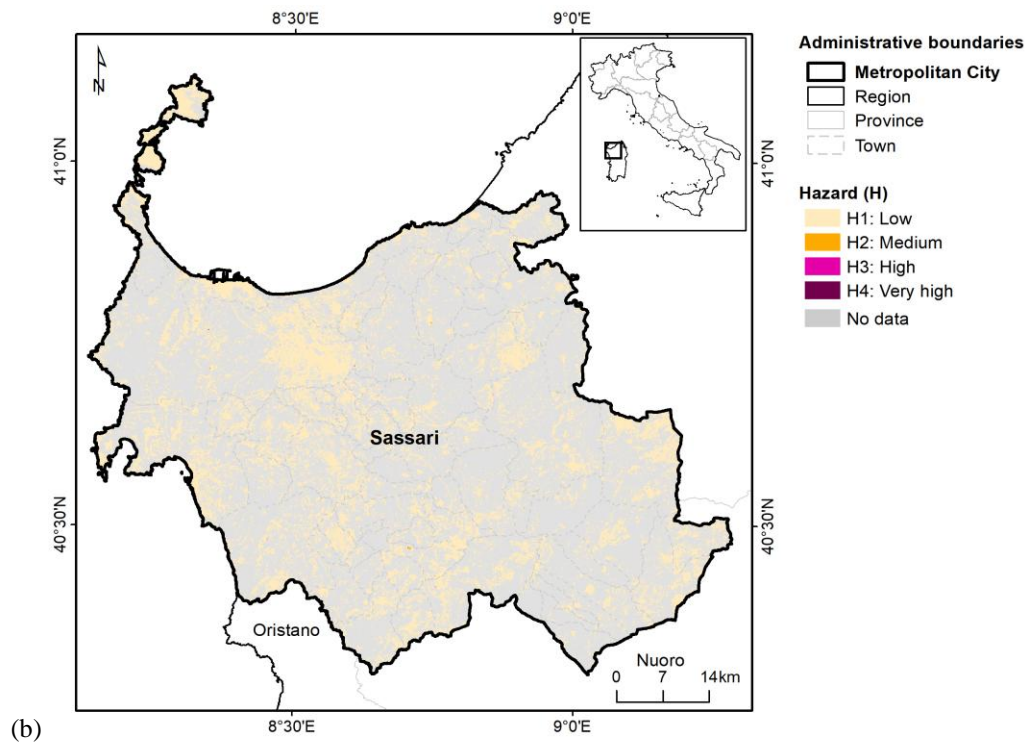 8°30'E
9°0'E
N
41°0'N
41°0'N
Administrative boundaries
Metropolitan City
Region
Province
Town
Hazard (H)
H1: Low
H2: Medium
H3: High
H4: Very high
No data
Sassari
40°30'N
40°30'N
Oristano
Nuoro
0 7 14km
(b)
8°30'E
9°0'E